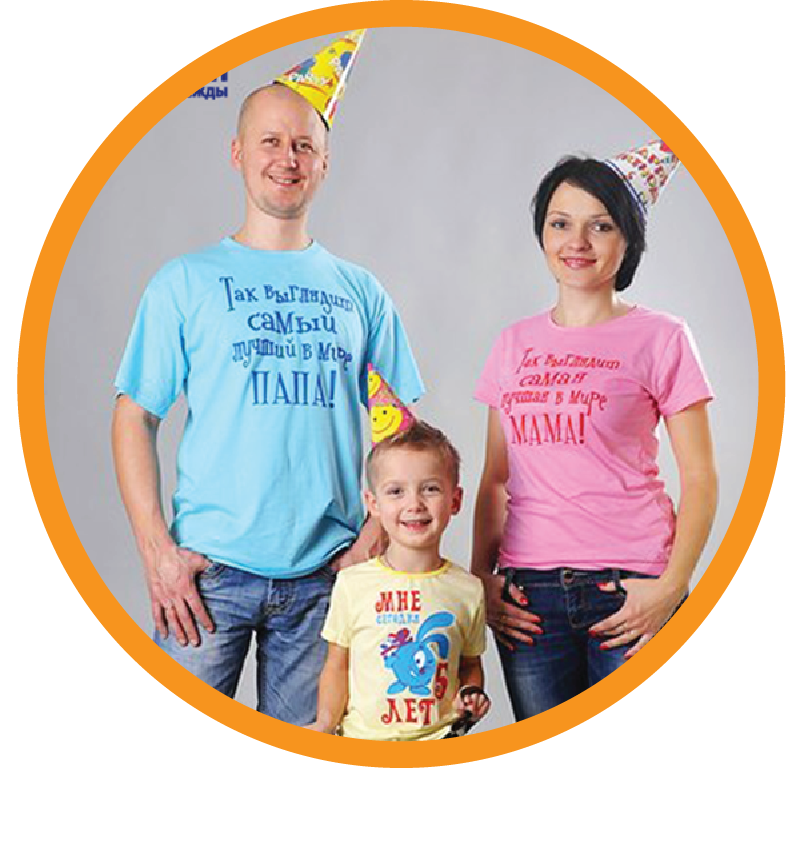 Так выглядит
самый
лучший в мире
ПАПА!
Так выглядит
самая
лучшая в мире
МАМА!
МНЕ
сегодня
5
ЛЕТ